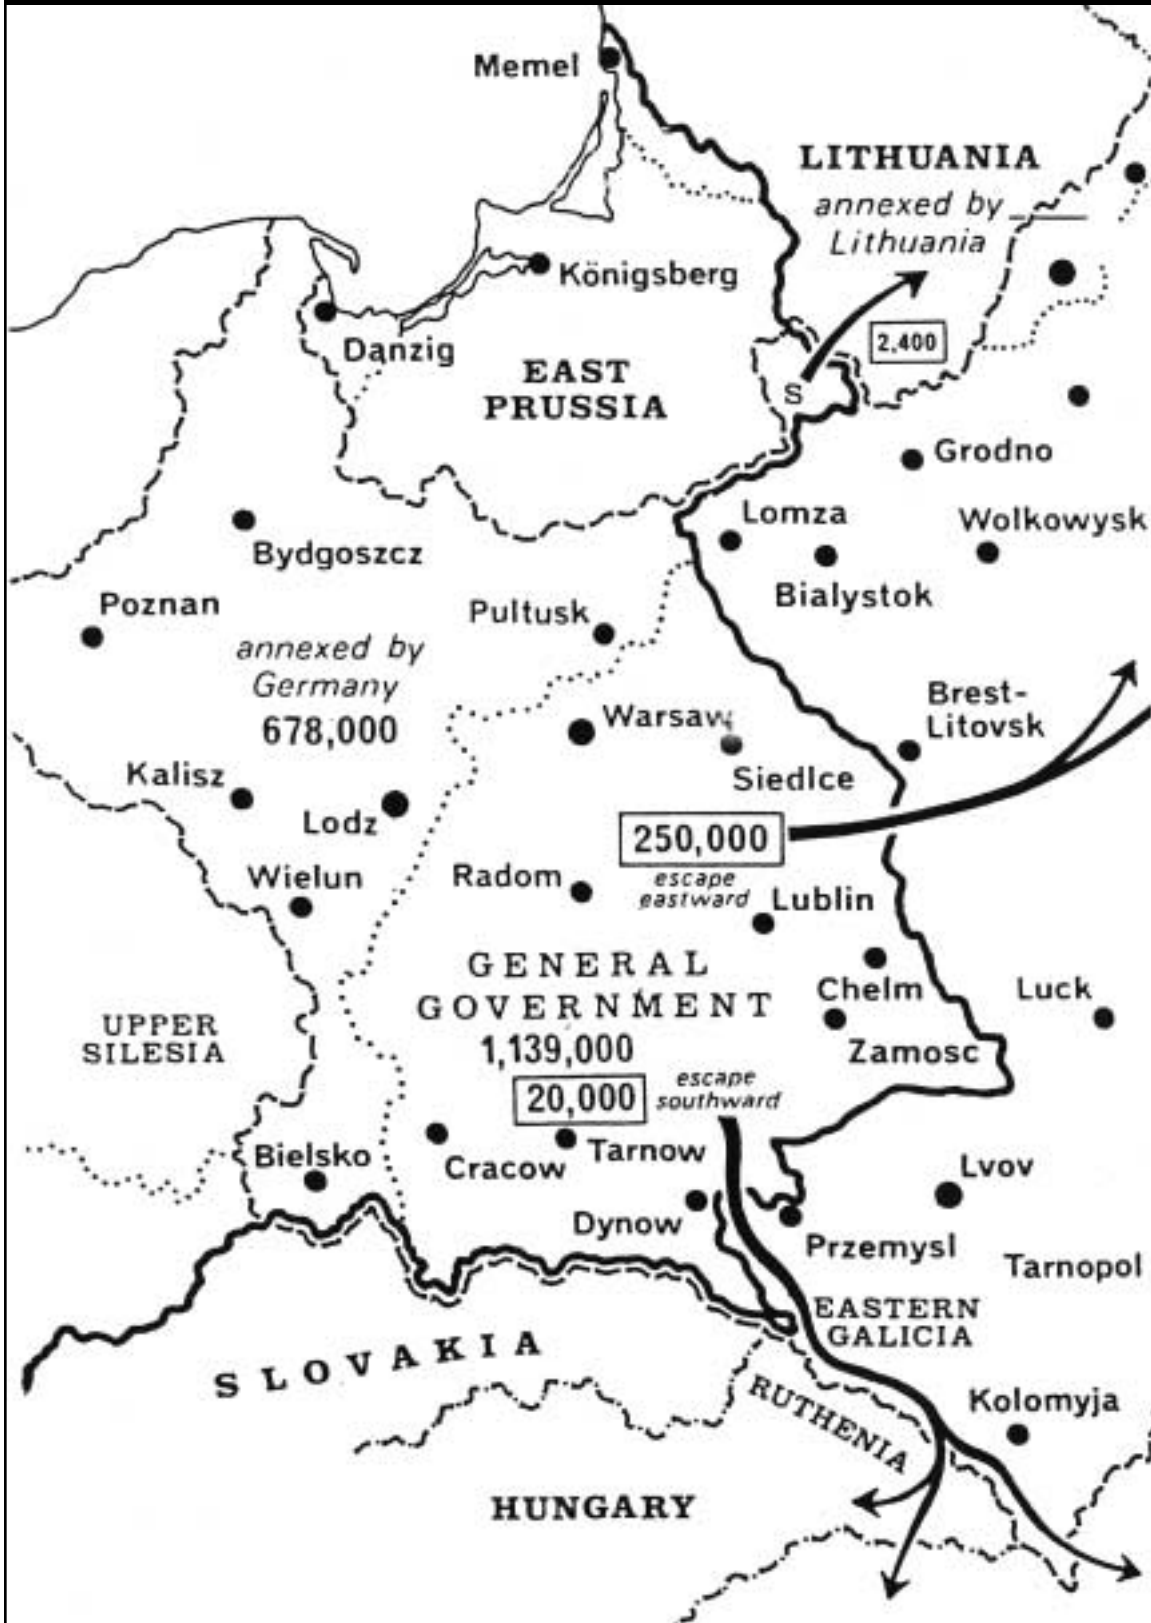 Memel
LITHUANIA
annexed by
Lithuania
Königsberg
Danzig
2,400
EAST
PRUSSIA
S
Grodno
Lomza
Wolkowysk
Bydgoszcz
Bialystok
Poznan
Pultusk
annexed by
Germany
678,000
Brest-
Litovsk
Warsaw
Siedlce
Kalisz
Lodz
250,000
escape
eastward
Wielun
Radom
Lublin
GENERAL
GOVERNMENT
1,139,000
Chelm
Luck
UPPER
SILESIA
Zamosc
20,000
escape
southward
Bielsko
Cracow
Tarnow
Lvov
Dynow
Przemysl
Tarnopol
EASTERN
GALICIA
SLOVAKIA
RUTHENIA
Kolomyja
HUNGARY